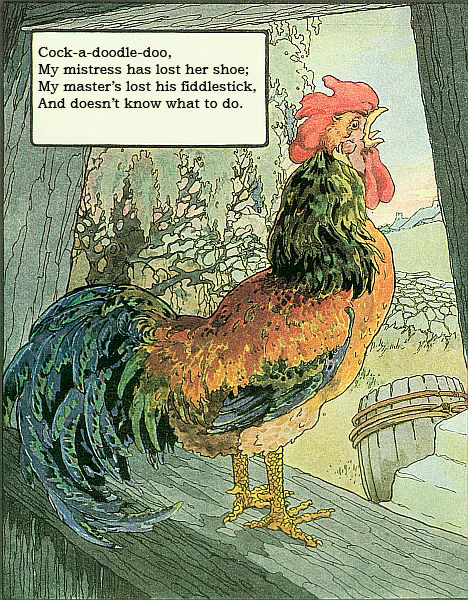 Cock-a-doodle-doo,
My mistress has lost her shoe;
My master's lost his fiddlestick,
And doesn't know what to do.